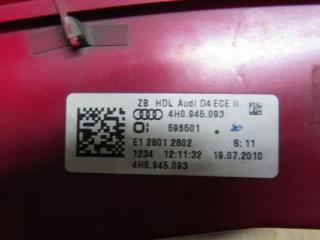 ZB HDL Audi D4 ECE II.
4H0.945.093
598501
E1 2801 2802 S: 11
1234 12:11:32 19.07.2010
4H0.945.093